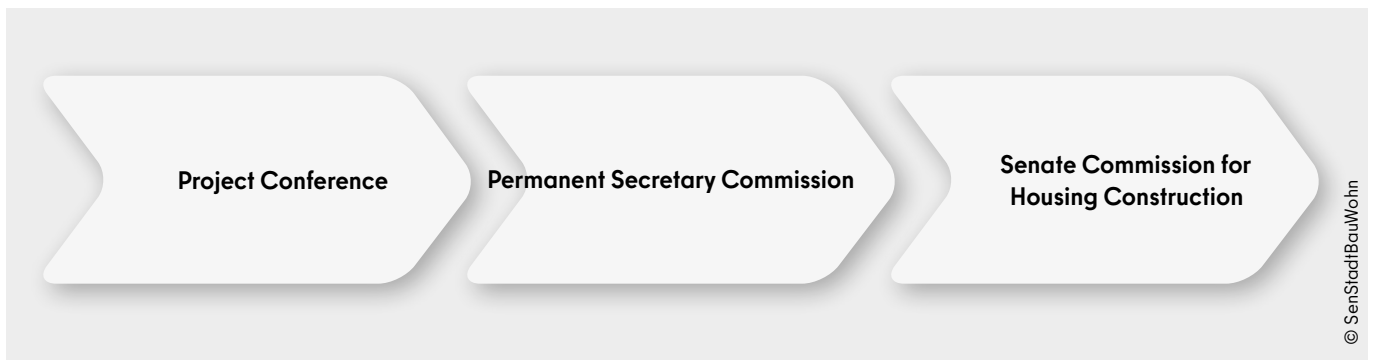 Project Conference
Permanent Secretary Commission
Senate Commission for
Housing Construction
© SenStadtBauWohn